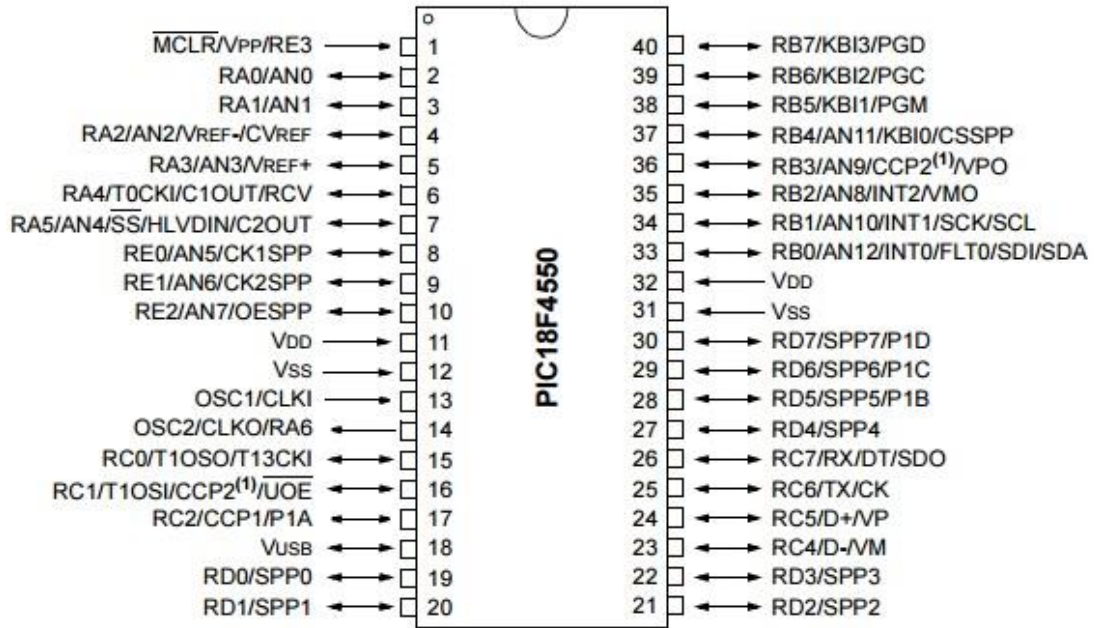 MCLR/VPP/RE3 1 40 RB7/KBI3/PGD
RA0/AN0 2 39 RB6/KBI2/PGC
RA1/AN1 3 38 RB5/KBI1/PGM
RA2/AN2/VREF-/CVREF 4 37 RB4/AN11/KBI0/CSSPP
RA3/AN3/VREF+ 5 36 RB3/AN9/CCP2(1)/VPO
RA4/T0CKI/C1OUT/RCV 6 35 RB2/AN8/INT2/VMO
RA5/AN4/SS/HLVDIN/C2OUT 7 34 RB1/AN10/INT1/SCK/SCL
RE0/AN5/CK1SPP 8 33 RB0/AN12/INT0/FLT0/SDI/SDA
RE1/AN6/CK2SPP 9 32 VDD
RE2/AN7/OESPP 10 31 VSS
VDD 11 30 RD7/SPP7/P1D
VSS 12 29 RD6/SPP6/P1C
OSC1/CLKI 13 28 RD5/SPP5/P1B
OSC2/CLKO/RA6 14 27 RD4/SPP4
RC0/T1OSO/T13CKI 15 26 RC7/RX/DT/SDO
RC1/T1OSI/CCP2(1)/UOE 16 25 RC6/TX/CK
RC2/CCP1/P1A 17 24 RC5/D+/VP
VUSB 18 23 RC4/D-/VM
RD0/SPP0 19 22 RD3/SPP3
RD1/SPP1 20 21 RD2/SPP2
PIC18F4550